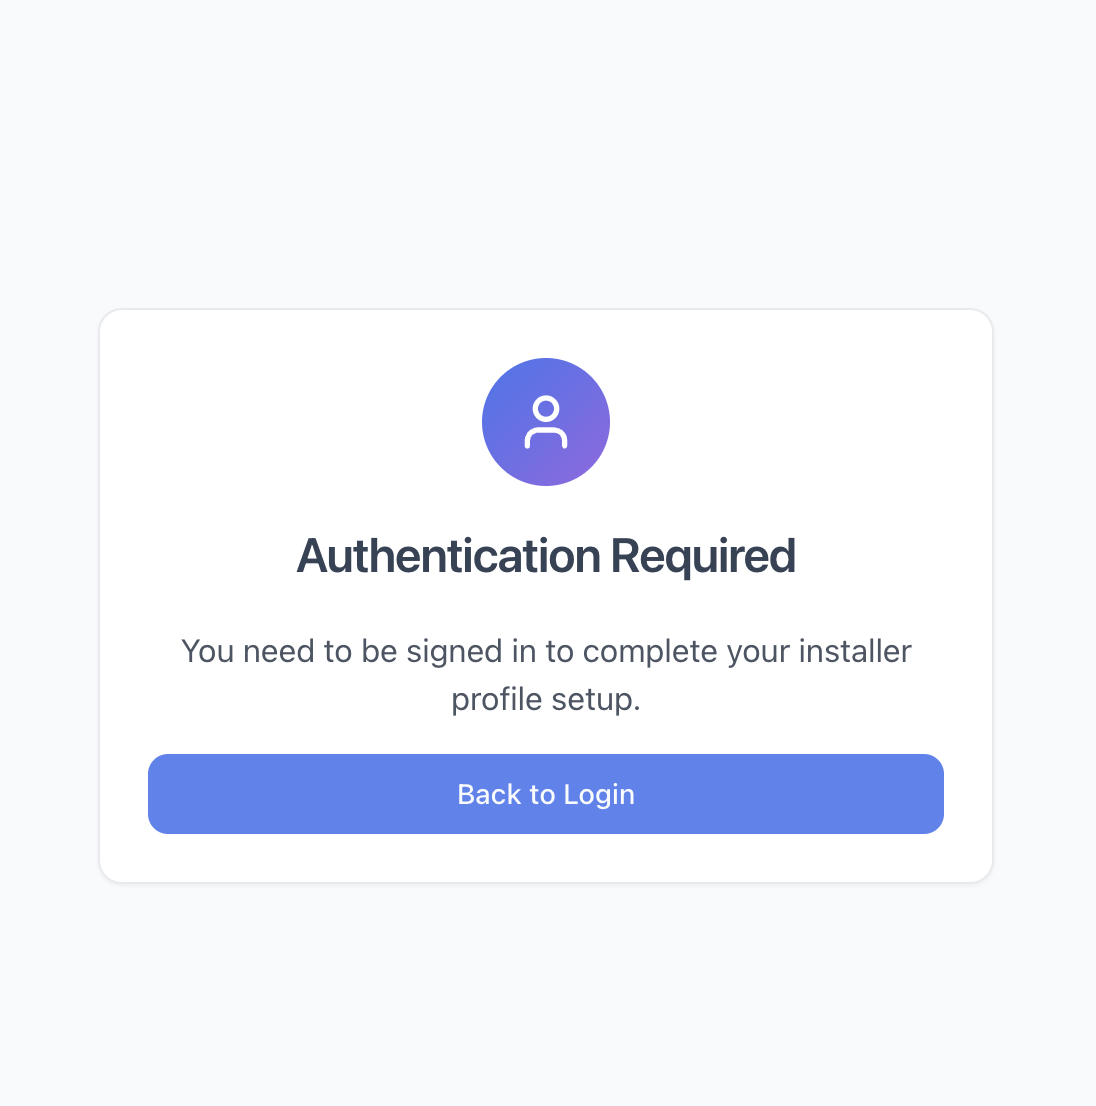 Authentication Required
You need to be signed in to complete your installer
profile setup.
Back to Login